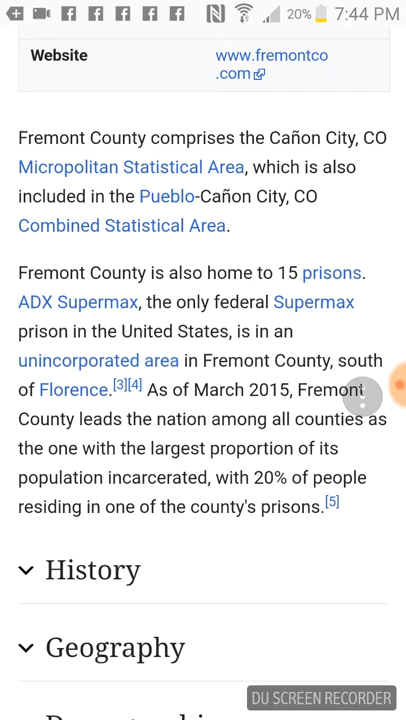 20% 7:44 PM
Website www.fremontco
.com
Fremont County comprises the Cañon City, CO
Micropolitan Statistical Area, which is also
included in the Pueblo-Cañon City, CO
Combined Statistical Area.
Fremont County is also home to 15 prisons.
ADX Supermax, the only federal Supermax
prison in the United States, is in an
unincorporated area in Fremont County, south
of Florence.[3][4] As of March 2015, Fremont
County leads the nation among all counties as
the one with the largest proportion of its
population incarcerated, with 20% of people
residing in one of the county's prisons.[5]
History
Geography
DU SCREEN RECORDER